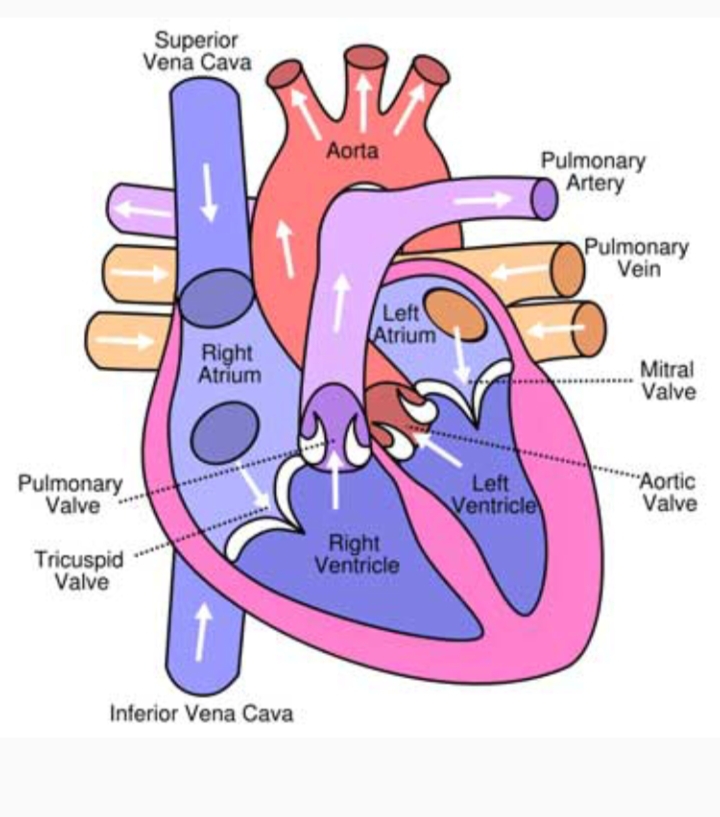 Superior
Vena Cava
Aorta
Pulmonary
Artery
Pulmonary
Vein
Left
Atrium
Right
Atrium
Mitral
Valve
Pulmonary
Valve
Left
Ventricle
Aortic
Valve
Tricuspid
Valve
Right
Ventricle
Inferior Vena Cava